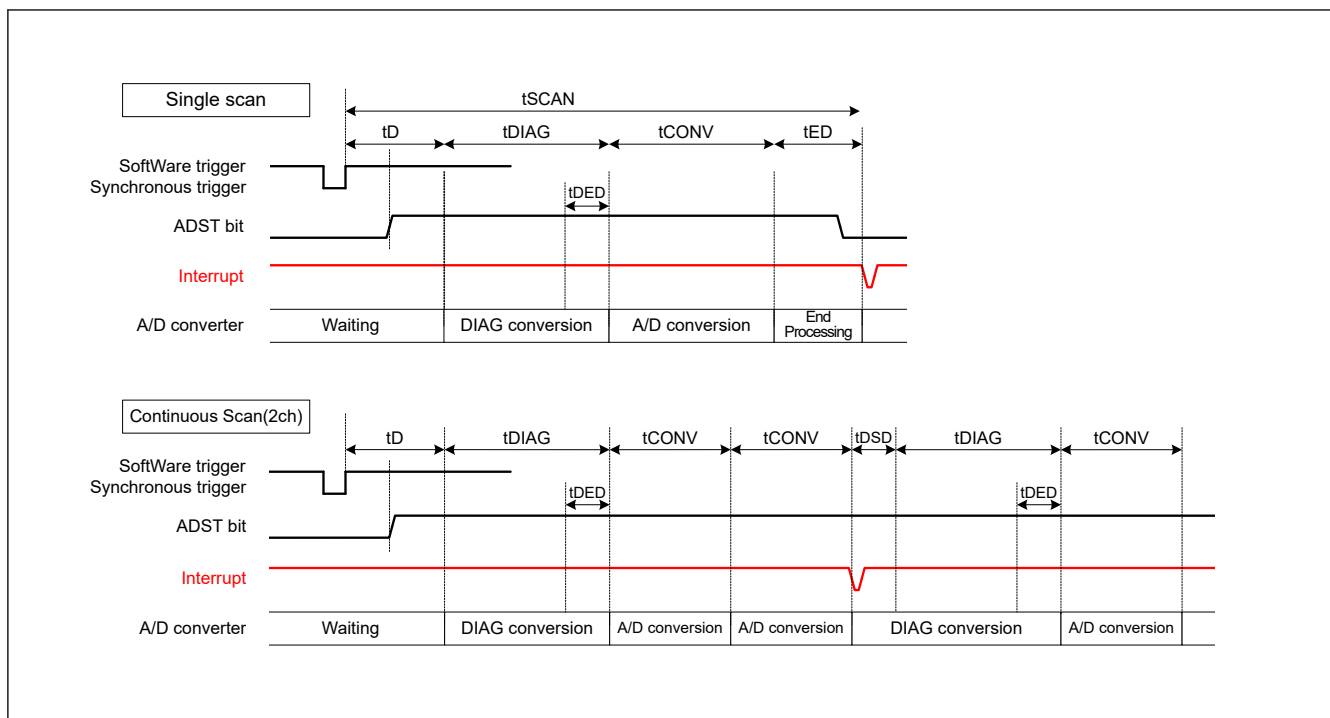 Single scan
tSCAN
tD tDIAG tCONV tED
SoftWare trigger
Synchronous trigger
tDED
ADST bit
Interrupt
A/D converter Waiting DIAG conversion A/D conversion End
Processing
Continuous Scan(2ch)
tD tDIAG tCONV tCONV tDSD tDIAG tCONV
SoftWare trigger
Synchronous trigger
tDED tDED
ADST bit
Interrupt
A/D converter Waiting DIAG conversion A/D conversion A/D conversion DIAG conversion A/D conversion